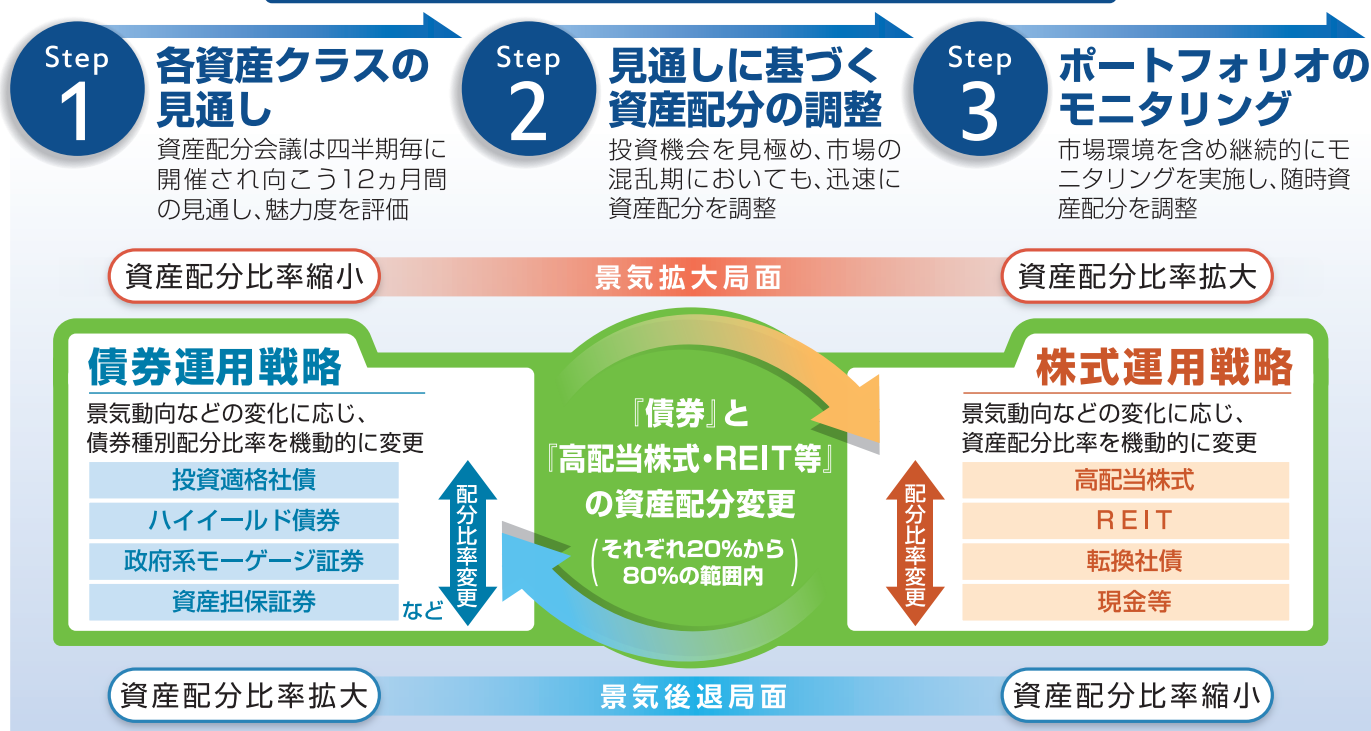 Step
1
各資産クラスの
見通し
資産配分会議は四半期毎に
開催され向こう12ヵ月間
の見通し、魅力度を評価
Step
2
見通しに基づく
資産配分の調整
投資機会を見極め、市場の
混乱期においても、迅速に
資産配分を調整
Step
3
ポートフォリオの
モニタリング
市場環境を含め継続的にモ
ニタリングを実施し、随時資
産配分を調整
資産配分比率縮小
景気拡大局面
資産配分比率拡大
債券運用戦略
景気動向などの変化に応じ、
債券種別配分比率を機動的に変更
投資適格社債
ハイイールド債券
政府系モーゲージ証券
資産担保証券
など
配分比率変更
『債券』と
『高配当株式・REIT等』
の資産配分変更
(それぞれ20%から
80%の範囲内)
株式運用戦略
景気動向などの変化に応じ、
資産配分比率を機動的に変更
配分比率変更
高配当株式
REIT
転換社債
現金等
資産配分比率拡大
景気後退局面
資産配分比率縮小